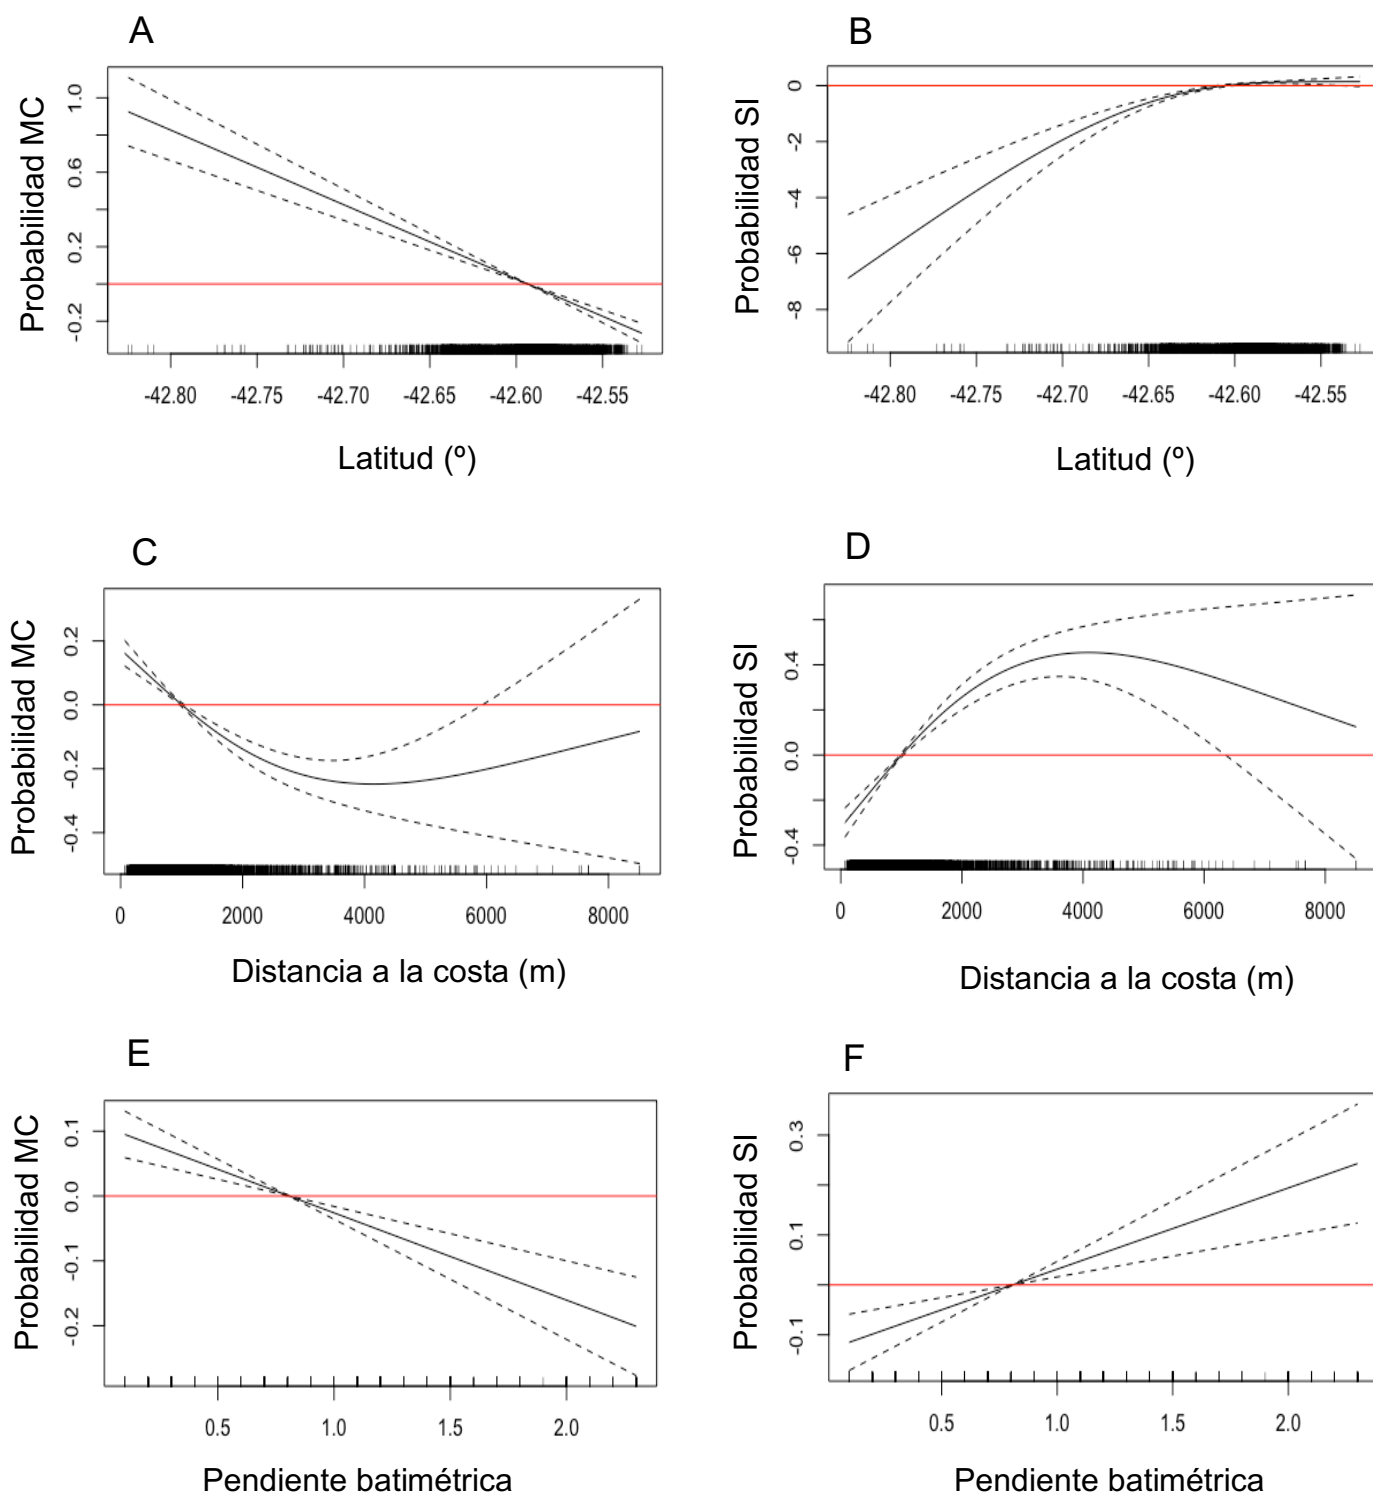 A
B
Probabilidad MC
1.0
0.6
0.2
-0.2
-42.80 -42.75 -42.70 -42.65 -42.60 -42.55
Latitud (º)
Probabilidad SI
0
-2
-4
-6
-8
-42.80 -42.75 -42.70 -42.65 -42.60 -42.55
Latitud (º)
C
D
Probabilidad MC
0.2
0.0
-0.2
-0.4
0 2000 4000 6000 8000
Distancia a la costa (m)
Probabilidad SI
0.4
0.0
-0.4
0 2000 4000 6000 8000
Distancia a la costa (m)
E
F
Probabilidad MC
0.1
0.0
-0.1
-0.2
0.5 1.0 1.5 2.0
Pendiente batimétrica
Probabilidad SI
0.3
0.1
-0.1
0.5 1.0 1.5 2.0
Pendiente batimétrica